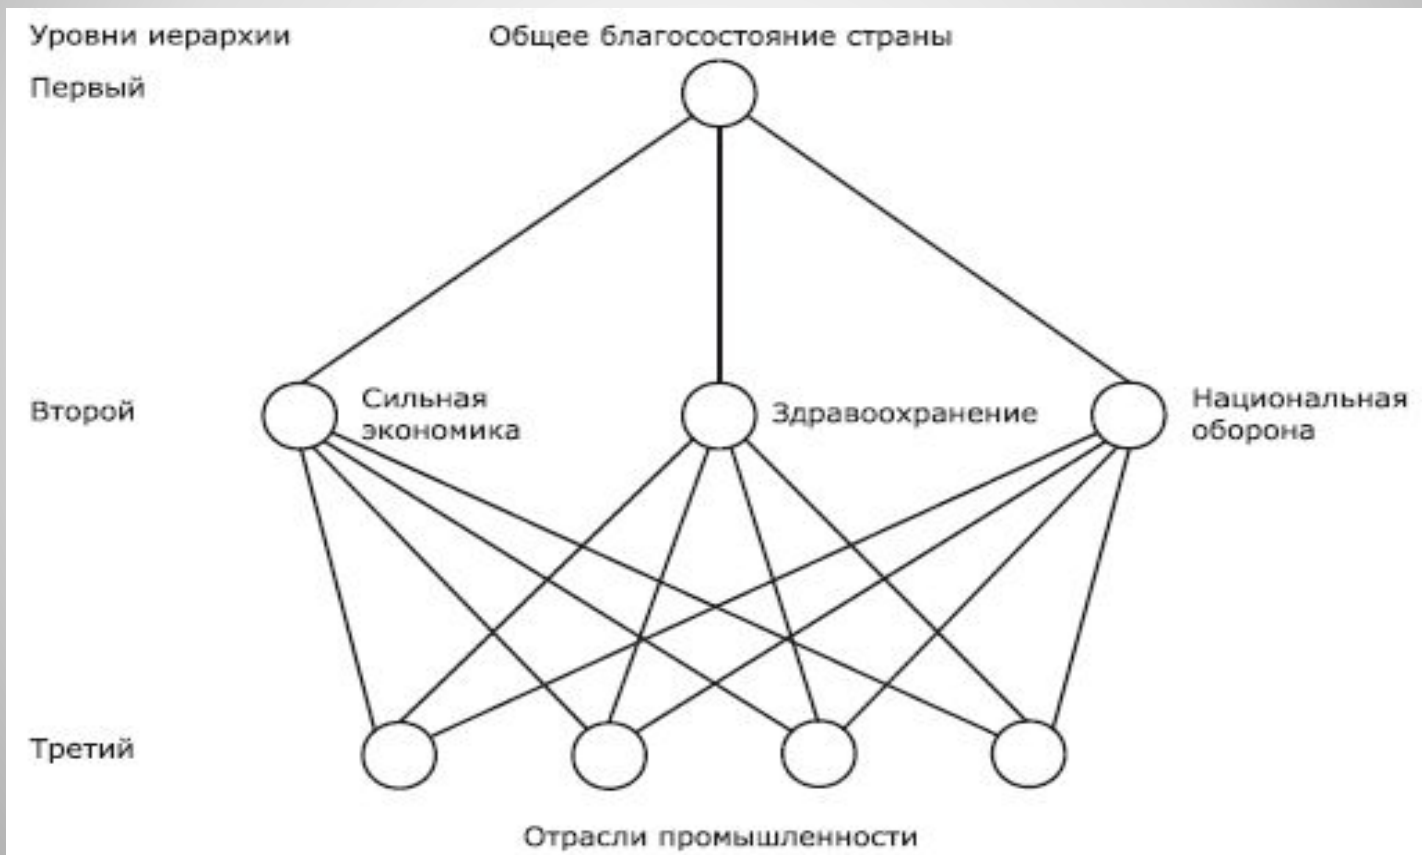 Уровни иерархии
Общее благосостояние страны
Первый
Второй
Сильная
экономика
Здравоохранение
Национальная
оборона
Третий
Отрасли промышленности